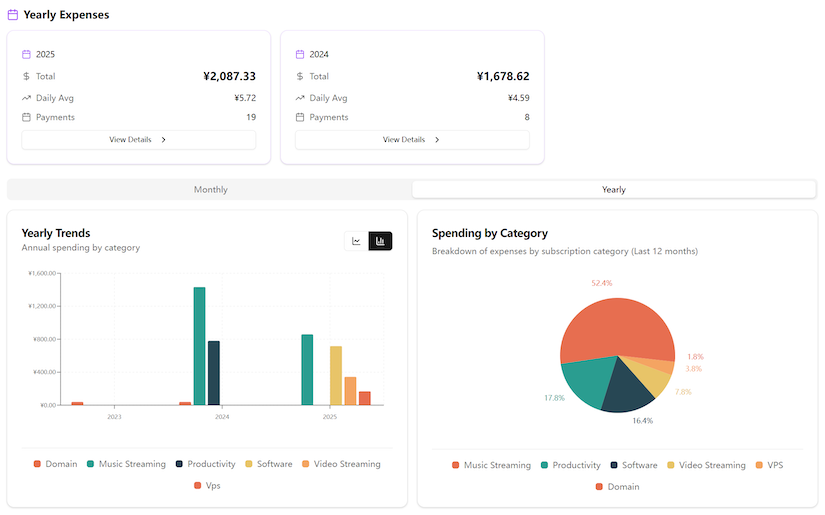 Yearly Expenses
2025
Total ¥2,087.33
Daily Avg ¥5.72
Payments 19
View Details
2024
Total ¥1,678.62
Daily Avg ¥4.59
Payments 8
View Details
Monthly Yearly
Yearly Trends
Annual spending by category
¥1,600.00
¥1,200.00
¥800.00
¥400.00
¥0.00
2023 2024 2025
Domain Music Streaming Productivity Software Video Streaming
Vps
Spending by Category
Breakdown of expenses by subscription category (Last 12 months)
52.4%
1.8%
3.8%
7.8%
17.8%
16.4%
Music Streaming Productivity Software Video Streaming VPS
Domain